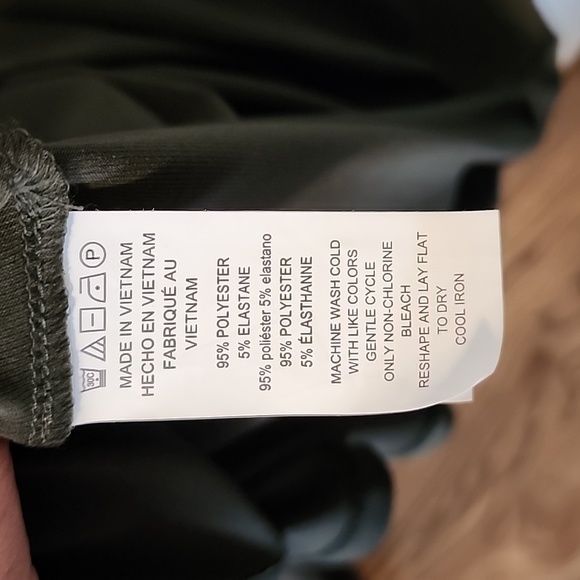 30C P
MADE IN VIETNAM
HECHO EN VIETNAM
FABRIQUÉ AU
VIETNAM
95% POLYESTER
5% ELASTANE
95% poliéster 5% elastano
95% POLYESTER
5% ÉLASTHANNE
MACHINE WASH COLD
WITH LIKE COLORS
GENTLE CYCLE
ONLY NON-CHLORINE
BLEACH
RESHAPE AND LAY FLAT
TO DRY
COOL IRON